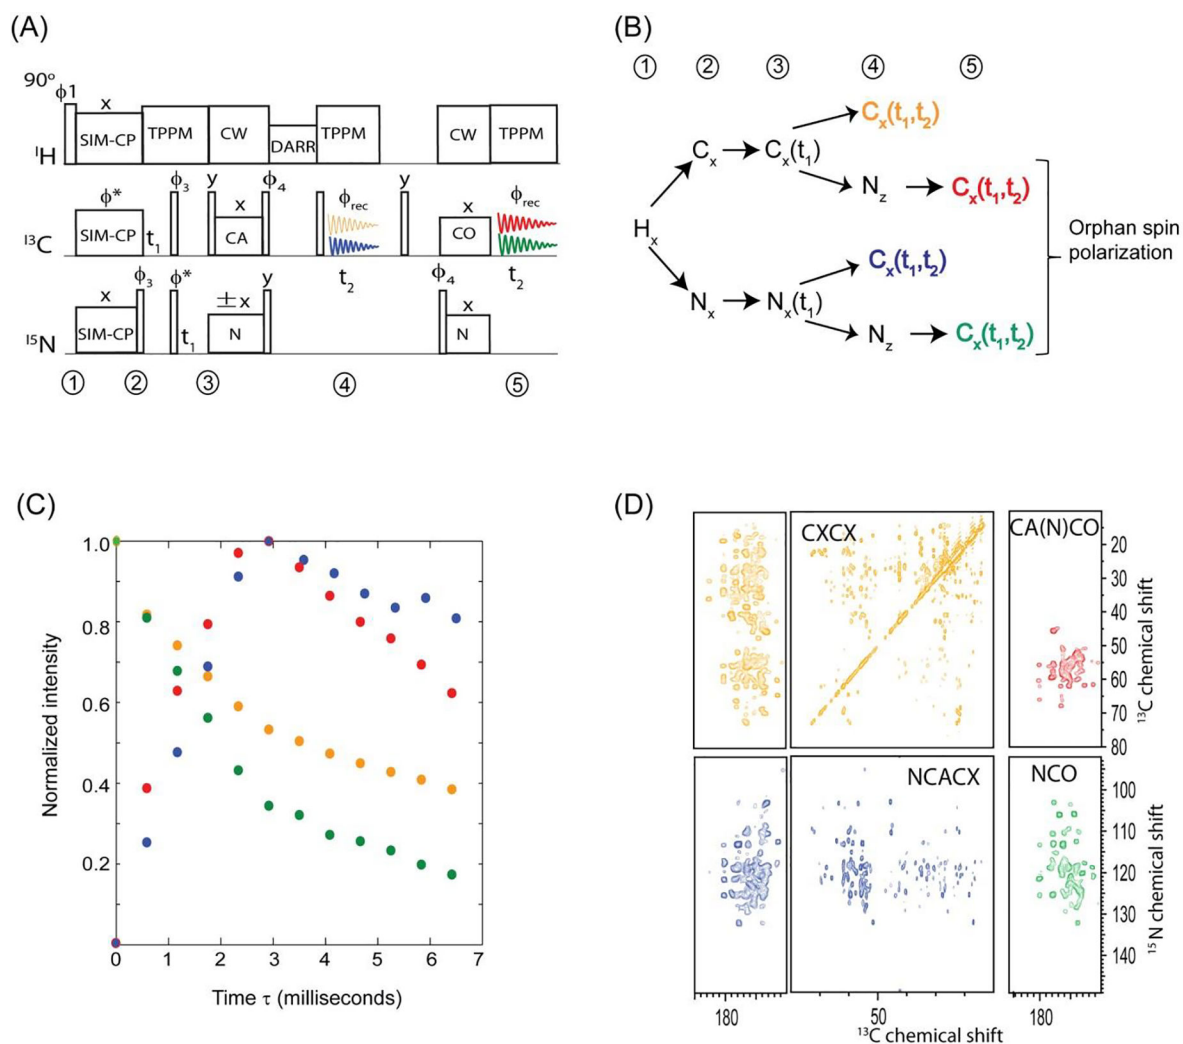 (A)
90°
ϕ1
x
SIM-CP
TPPM
CW
DARR
TPPM
CW
TPPM
¹H
ϕ*
ϕ₃
y
ϕ₄
y
SIM-CP
t₁
x
CA
ϕrec
x
CO
ϕrec
¹³C
t₂
t₂
x
ϕ₃
ϕ*
± x
y
ϕ₄
x
SIM-CP
t₁
N
N
¹⁵N
① ② ③ ④ ⑤
(B)
① ② ③ ④ ⑤
Cₓ(t₁,t₂)
Cₓ → Cₓ(t₁)
N_z → Cₓ(t₁,t₂)
Hₓ
Orphan spin
polarization
Cₓ(t₁,t₂)
Nₓ → Nₓ(t₁)
N_z → Cₓ(t₁,t₂)
(C)
Normalized intensity
1.0
0.8
0.6
0.4
0.2
0 1 2 3 4 5 6 7
Time τ (milliseconds)
(D)
CXCX
CA(N)CO
20
30
40
50
60
70
80
¹³C chemical shift
NCACX
NCO
100
110
120
130
140
¹⁵N chemical shift
180
50
180
¹³C chemical shift